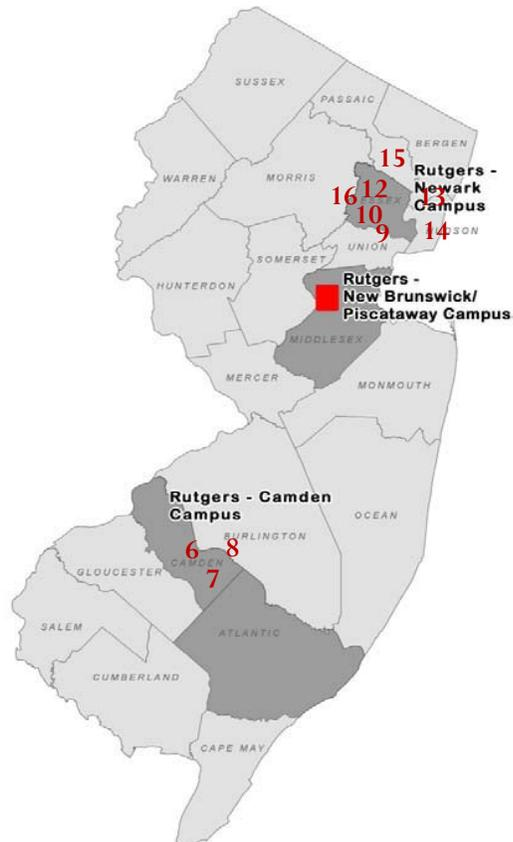 SUSSEX
PASSAIC
BERGEN
15
Rutgers -
Newark
Campus
WARREN
MORRIS
16
12
ESSEX
13
10
9
14
HUDSON
UNION
SOMERSET
HUNTERDON
Rutgers -
New Brunswick/
Piscataway Campus
MIDDLESEX
MERCER
MONMOUTH
Rutgers - Camden
Campus
OCEAN
BURLINGTON
6
8
CAMDEN
7
GLOUCESTER
SALEM
ATLANTIC
CUMBERLAND
CAPE MAY